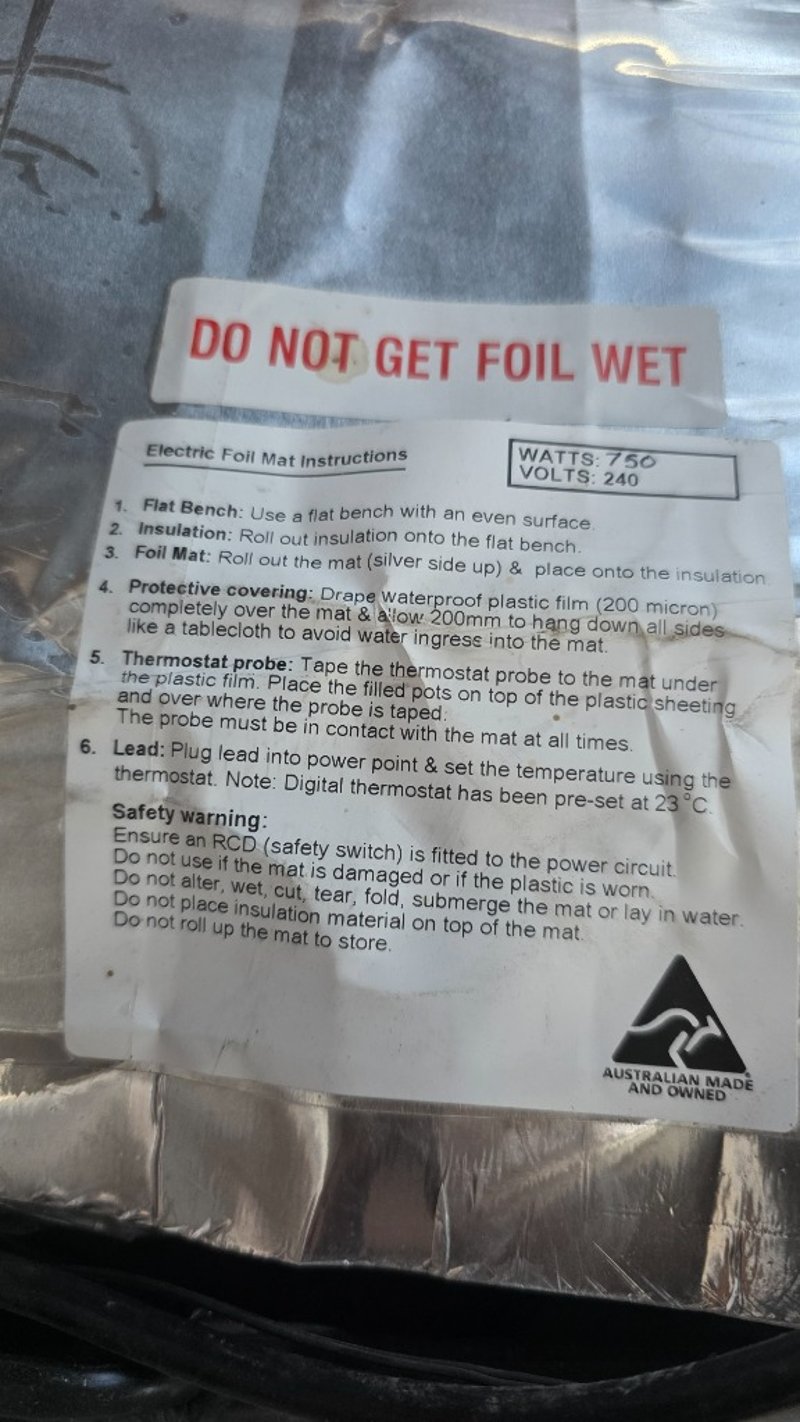 DO NOT GET FOIL WET
Electric Foil Mat Instructions
WATTS: 750
VOLTS: 240
1. Flat Bench: Use a flat bench with an even surface.
2. Insulation: Roll out insulation onto the flat bench.
3. Foil Mat: Roll out the mat (silver side up) & place onto the insulation
4. Protective covering: Drape waterproof plastic film (200 micron)
completely over the mat & allow 200mm to hang down all sides
like a tablecloth to avoid water ingress into the mat.
5. Thermostat probe: Tape the thermostat probe to the mat under
the plastic film. Place the filled pots on top of the plastic sheeting
and over where the probe is taped.
The probe must be in contact with the mat at all times.
6. Lead: Plug lead into power point & set the temperature using the
thermostat. Note: Digital thermostat has been pre-set at 23°C.
Safety warning:
Ensure an RCD (safety switch) is fitted to the power circuit.
Do not use if the mat is damaged or if the plastic is worn.
Do not alter, wet, cut, tear, fold, submerge the mat or lay in water.
Do not place insulation material on top of the mat.
Do not roll up the mat to store.
AUSTRALIAN MADE
AND OWNED